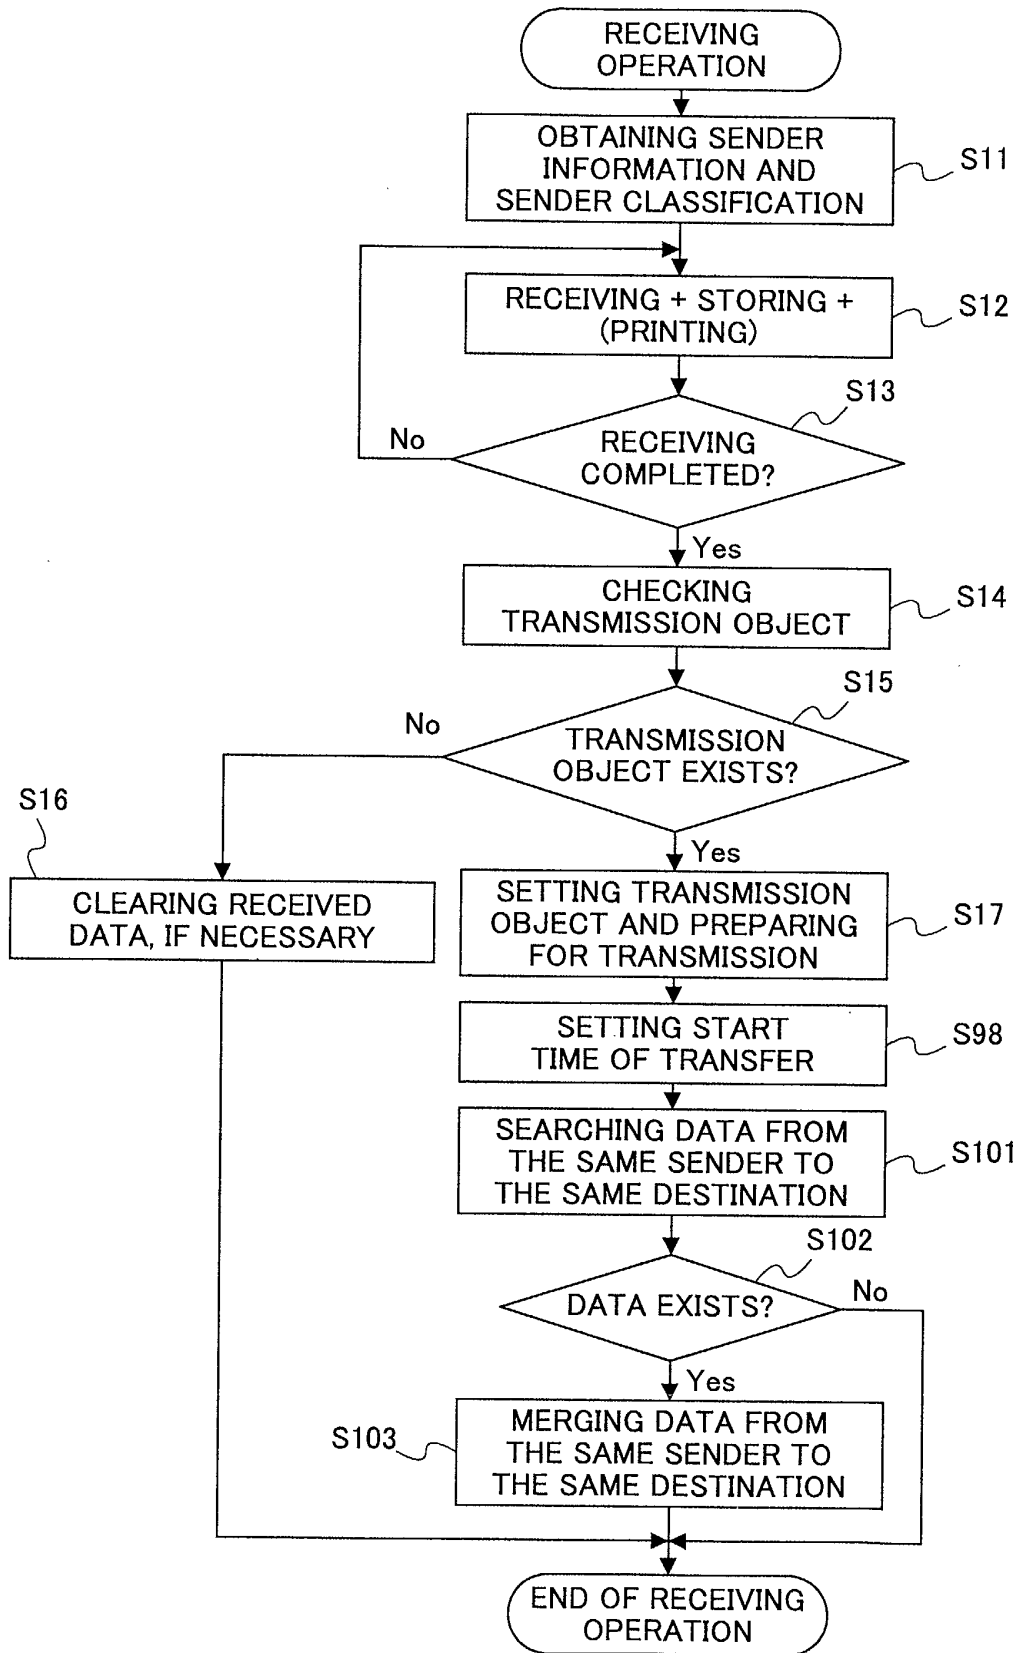 RECEIVING
OPERATION
OBTAINING SENDER
INFORMATION AND
SENDER CLASSIFICATION
S11
RECEIVING + STORING +
(PRINTING)
S12
S13
No
RECEIVING
COMPLETED?
Yes
CHECKING
TRANSMISSION OBJECT
S14
S15
No
TRANSMISSION
OBJECT EXISTS?
S16
Yes
CLEARING RECEIVED
DATA, IF NECESSARY
SETTING TRANSMISSION
OBJECT AND PREPARING
FOR TRANSMISSION
S17
SETTING START
TIME OF TRANSFER
S98
SEARCHING DATA FROM
THE SAME SENDER TO
THE SAME DESTINATION
S101
S102
No
DATA EXISTS?
Yes
S103
MERGING DATA FROM
THE SAME SENDER TO
THE SAME DESTINATION
END OF RECEIVING
OPERATION